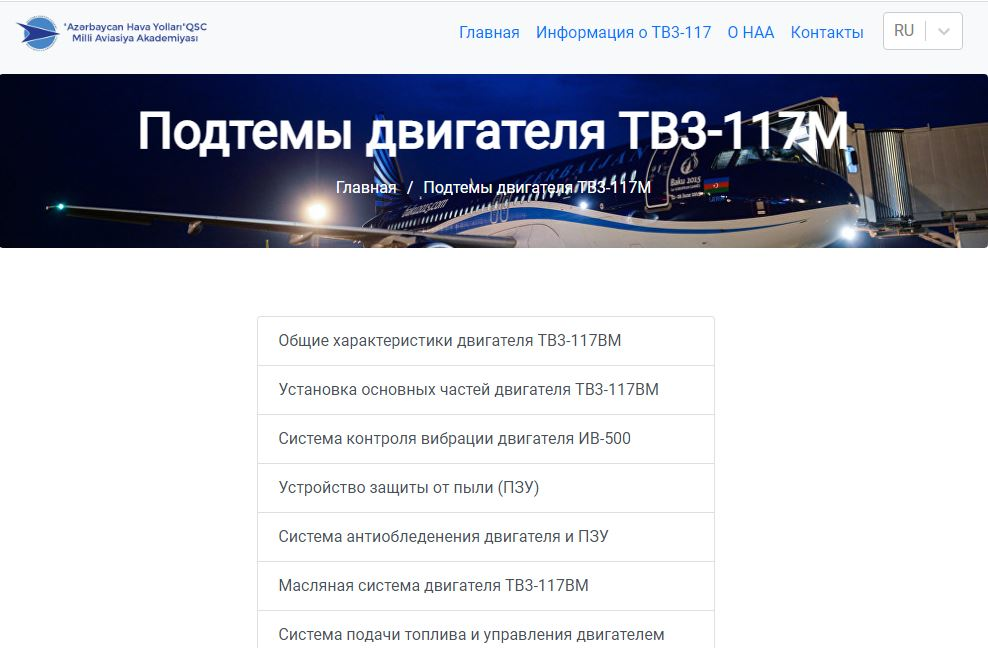 "Azərbaycan Hava Yolları"QSC
Milli Aviasiya Akademiyası
Главная Информация о ТВ3-117 О НАА Контакты RU
Подтемы двигателя ТВ3-117М
Главная / Подтемы двигателя ТВ3-117М
AZERBAIJAN
Baku 2015
Общие характеристики двигателя ТВ3-117ВМ
Установка основных частей двигателя ТВ3-117ВМ
Система контроля вибрации двигателя ИВ-500
Устройство защиты от пыли (ПЗУ)
Система антиобледенения двигателя и ПЗУ
Масляная система двигателя ТВ3-117ВМ
Система подачи топлива и управления двигателем